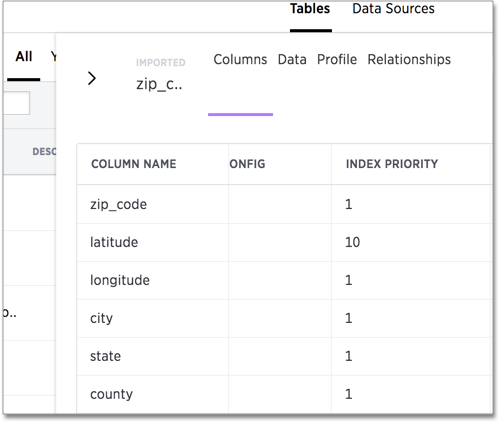 Tables Data Sources
All Y
IMPORTED
zip_c..
Columns Data Profile Relationships
DESC
COLUMN NAME ONFIG INDEX PRIORITY
zip_code 1
latitude 10
longitude 1
o.. city 1
state 1
county 1